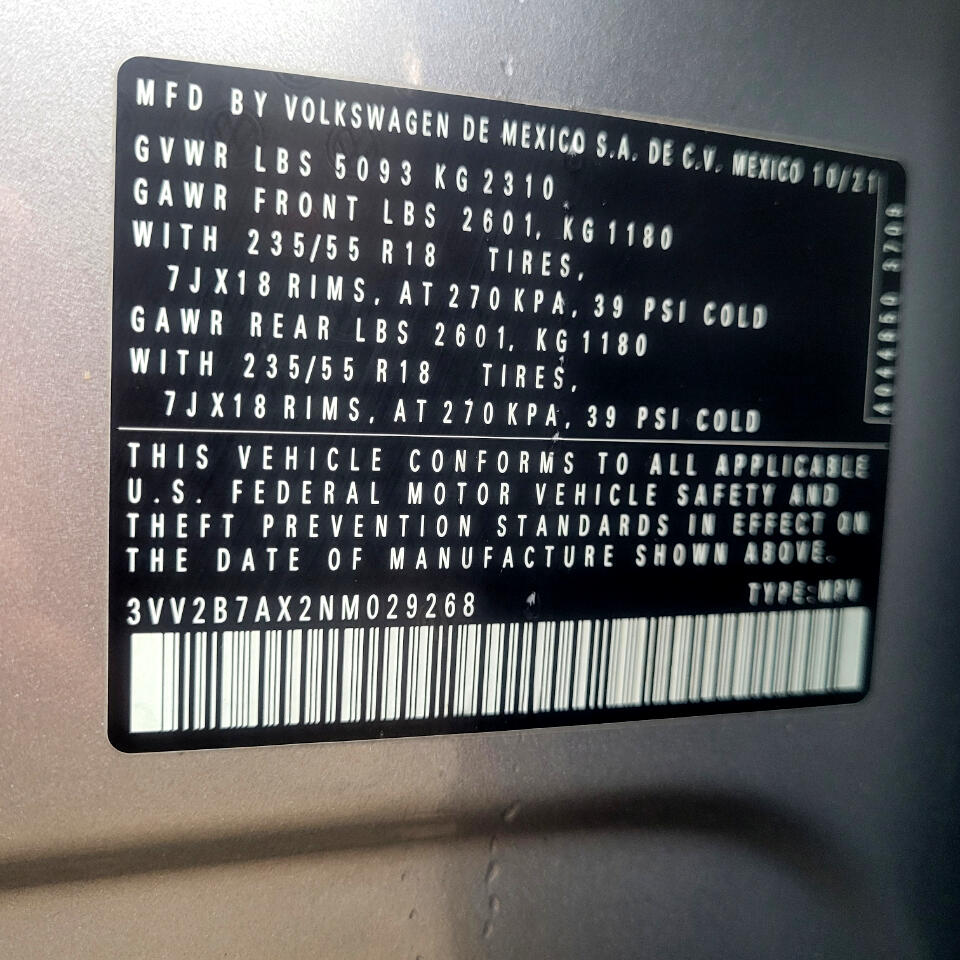 MFD BY VOLKSWAGEN DE MEXICO S.A. DE C.V. MEXICO 10/21
GVWR LBS 5093 KG 2310
GAWR FRONT LBS 2601, KG 1180
WITH 235/55 R18 TIRES,
7JX18 RIMS, AT 270 KPA, 39 PSI COLD
GAWR REAR LBS 2601, KG 1180
WITH 235/55 R18 TIRES,
7JX18 RIMS, AT 270 KPA, 39 PSI COLD
THIS VEHICLE CONFORMS TO ALL APPLICABLE
U.S. FEDERAL MOTOR VEHICLE SAFETY AND
THEFT PREVENTION STANDARDS IN EFFECT ON
THE DATE OF MANUFACTURE SHOWN ABOVE.
TYPE:MPV
3VV2B7AX2NM029268